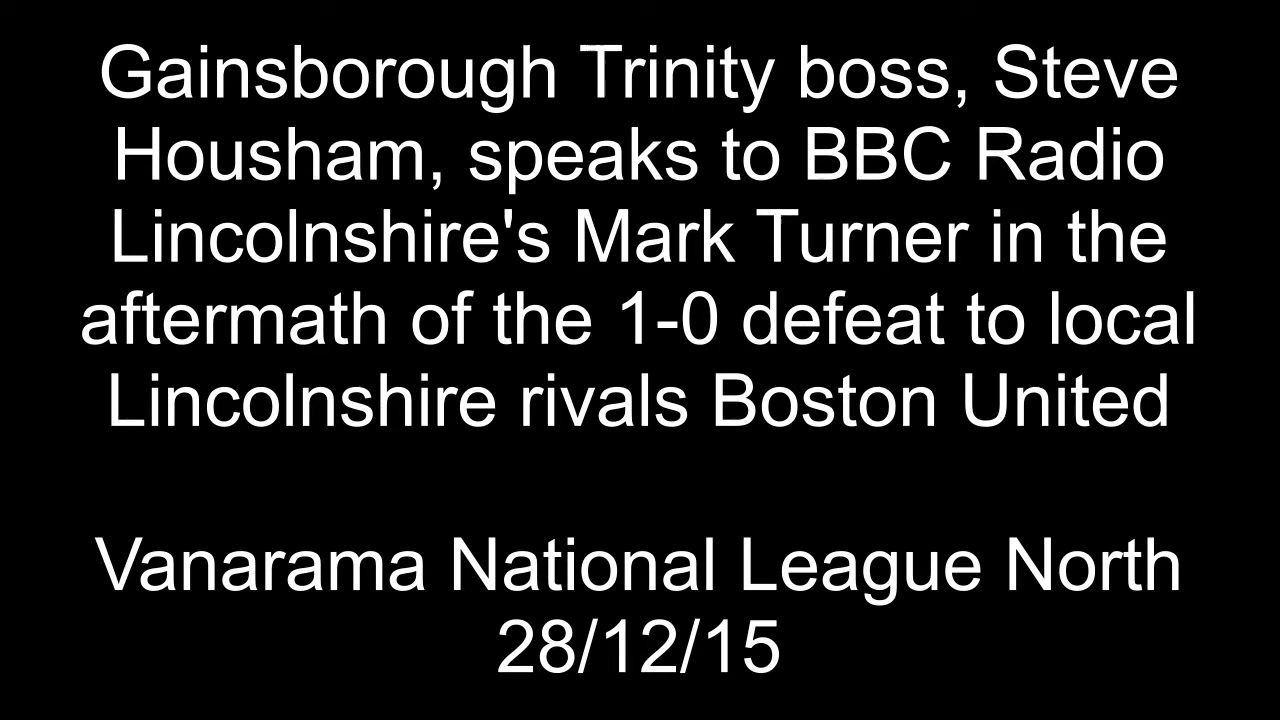 Gainsborough Trinity boss, Steve
Housham, speaks to BBC Radio
Lincolnshire's Mark Turner in the
aftermath of the 1-0 defeat to local
Lincolnshire rivals Boston United
Vanarama National League North
28/12/15